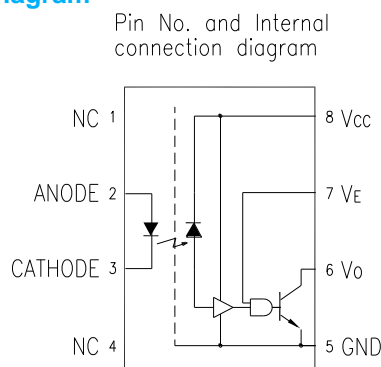 Pin No. and Internal
connection diagram
NC 1
8 Vcc
ANODE 2
7 VE
CATHODE 3
6 Vo
NC 4
5 GND